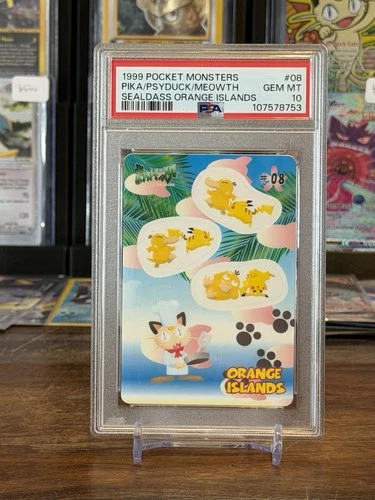 1999 POCKET MONSTERS #08
PIKA/PSYDUCK/MEOWTH GEM MT
SEALDASS ORANGE ISLANDS 10
PSA 107578753
#08
ORANGE
ISLANDS